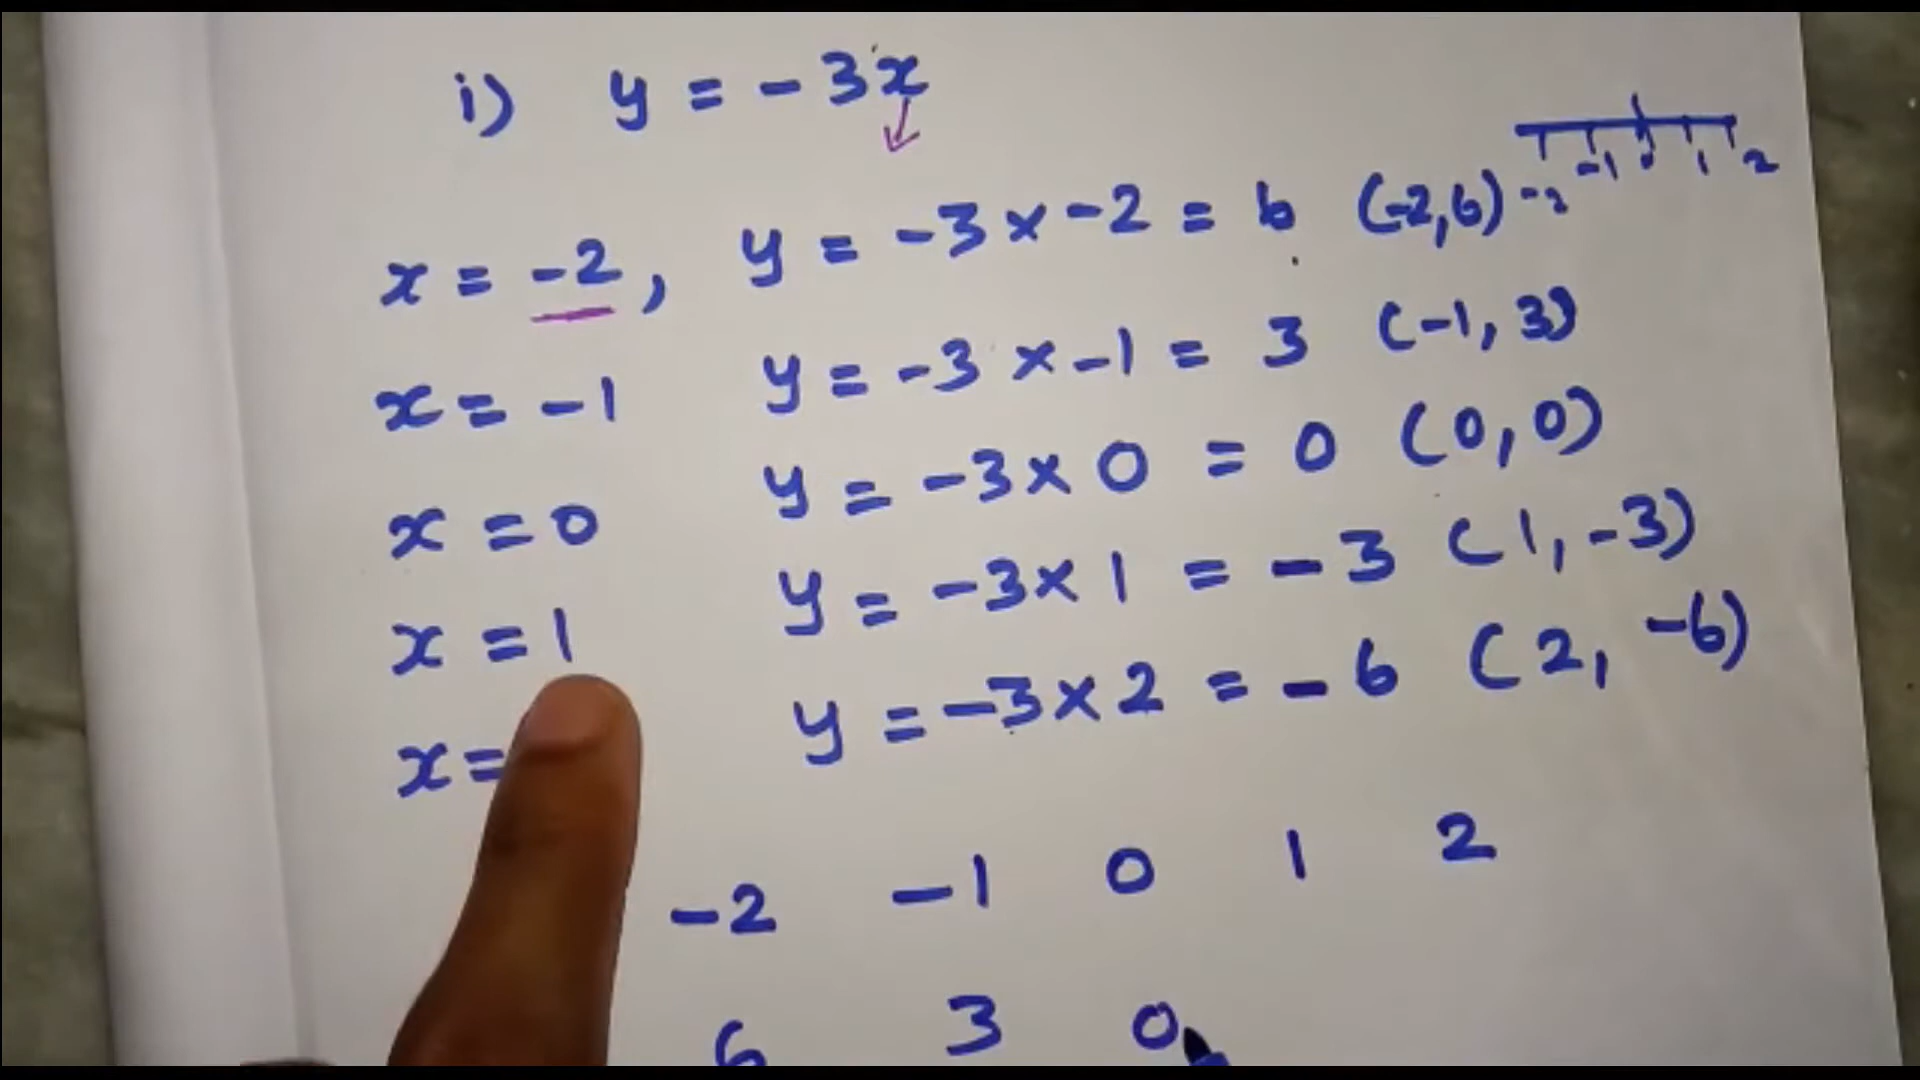 i) y = -3x
-2 -1 0 1 2
x = -2, y = -3 x -2 = 6 (-2,6)
x = -1 y = -3 x -1 = 3 (-1, 3)
x = 0 y = -3 x 0 = 0 (0, 0)
x = 1 y = -3 x 1 = -3 (1, -3)
x = y = -3 x 2 = -6 (2, -6)
-2 -1 0 1 2
6 3 0